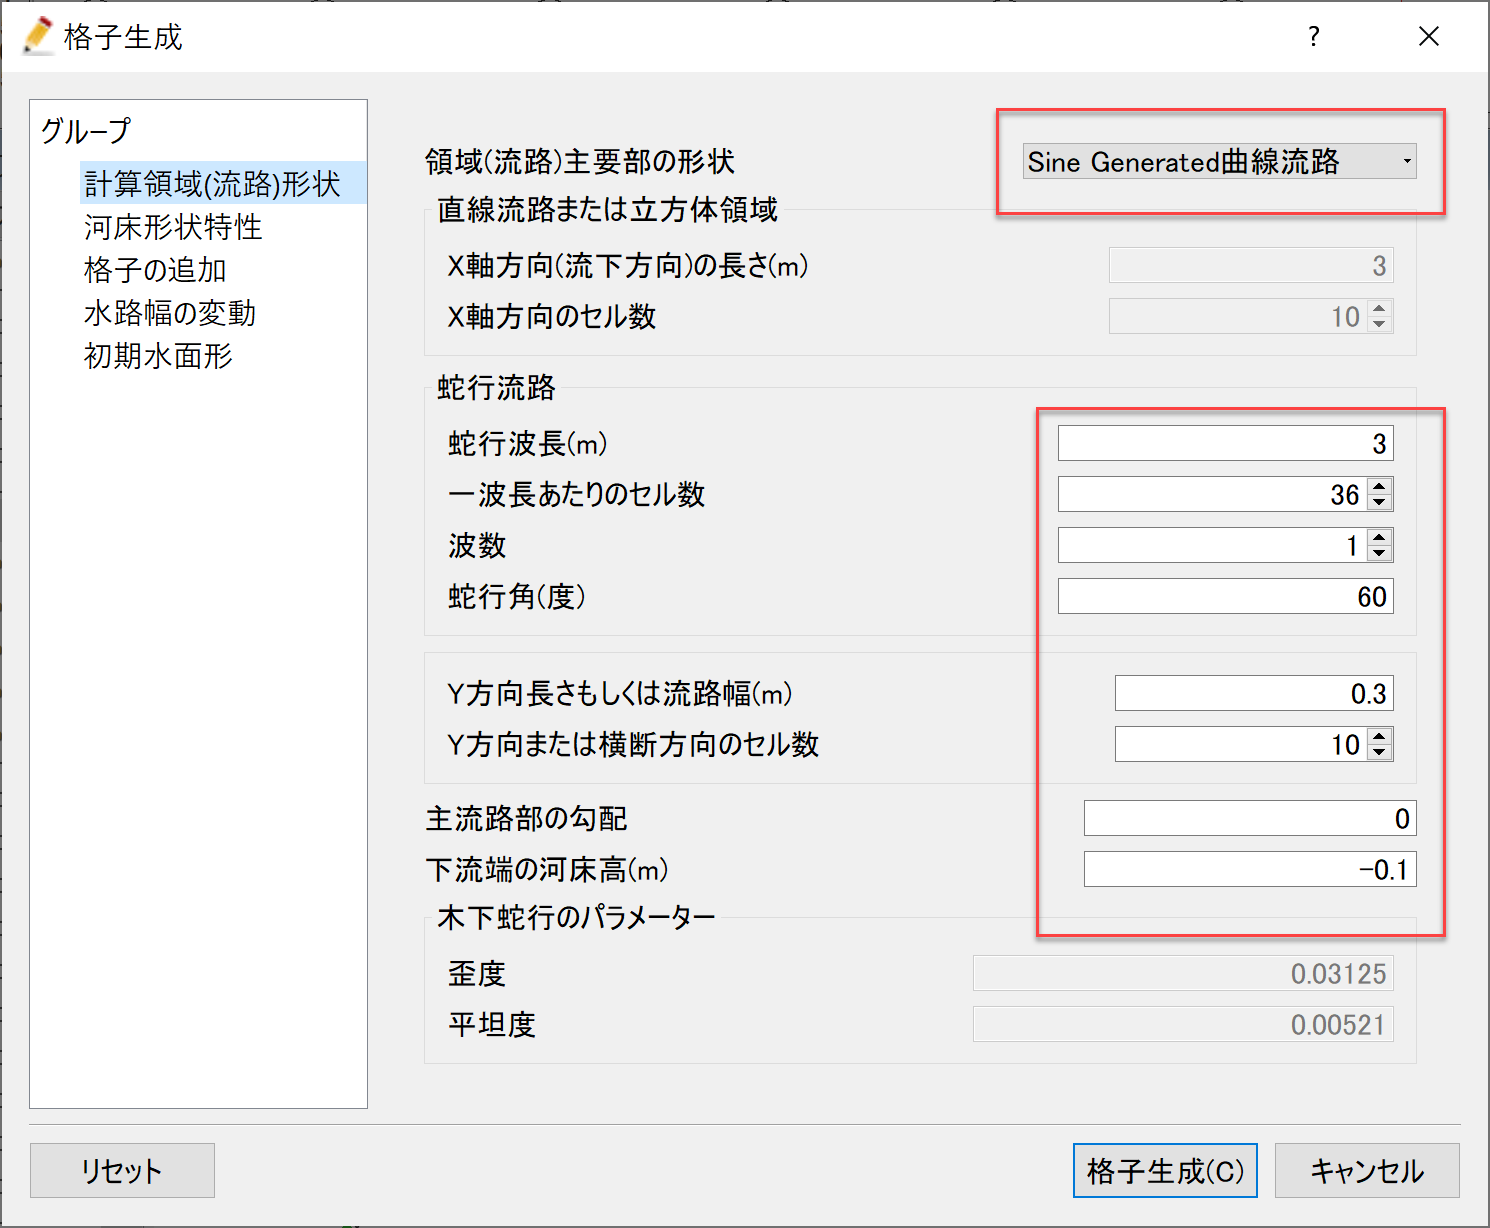 格子生成
?
グループ
計算領域(流路)形状
河床形状特性
格子の追加
水路幅の変動
初期水面形
領域(流路)主要部の形状
Sine Generated曲線流路
直線流路または立方体領域
X軸方向(流下方向)の長さ(m)
3
X軸方向のセル数
10
蛇行流路
蛇行波長(m)
3
一波長あたりのセル数
36
波数
1
蛇行角(度)
60
Y方向長さもしくは流路幅(m)
0.3
Y方向または横断方向のセル数
10
主流路部の勾配
0
下流端の河床高(m)
-0.1
木下蛇行のパラメーター
歪度
0.03125
平坦度
0.00521
リセット
格子生成(C)
キャンセル